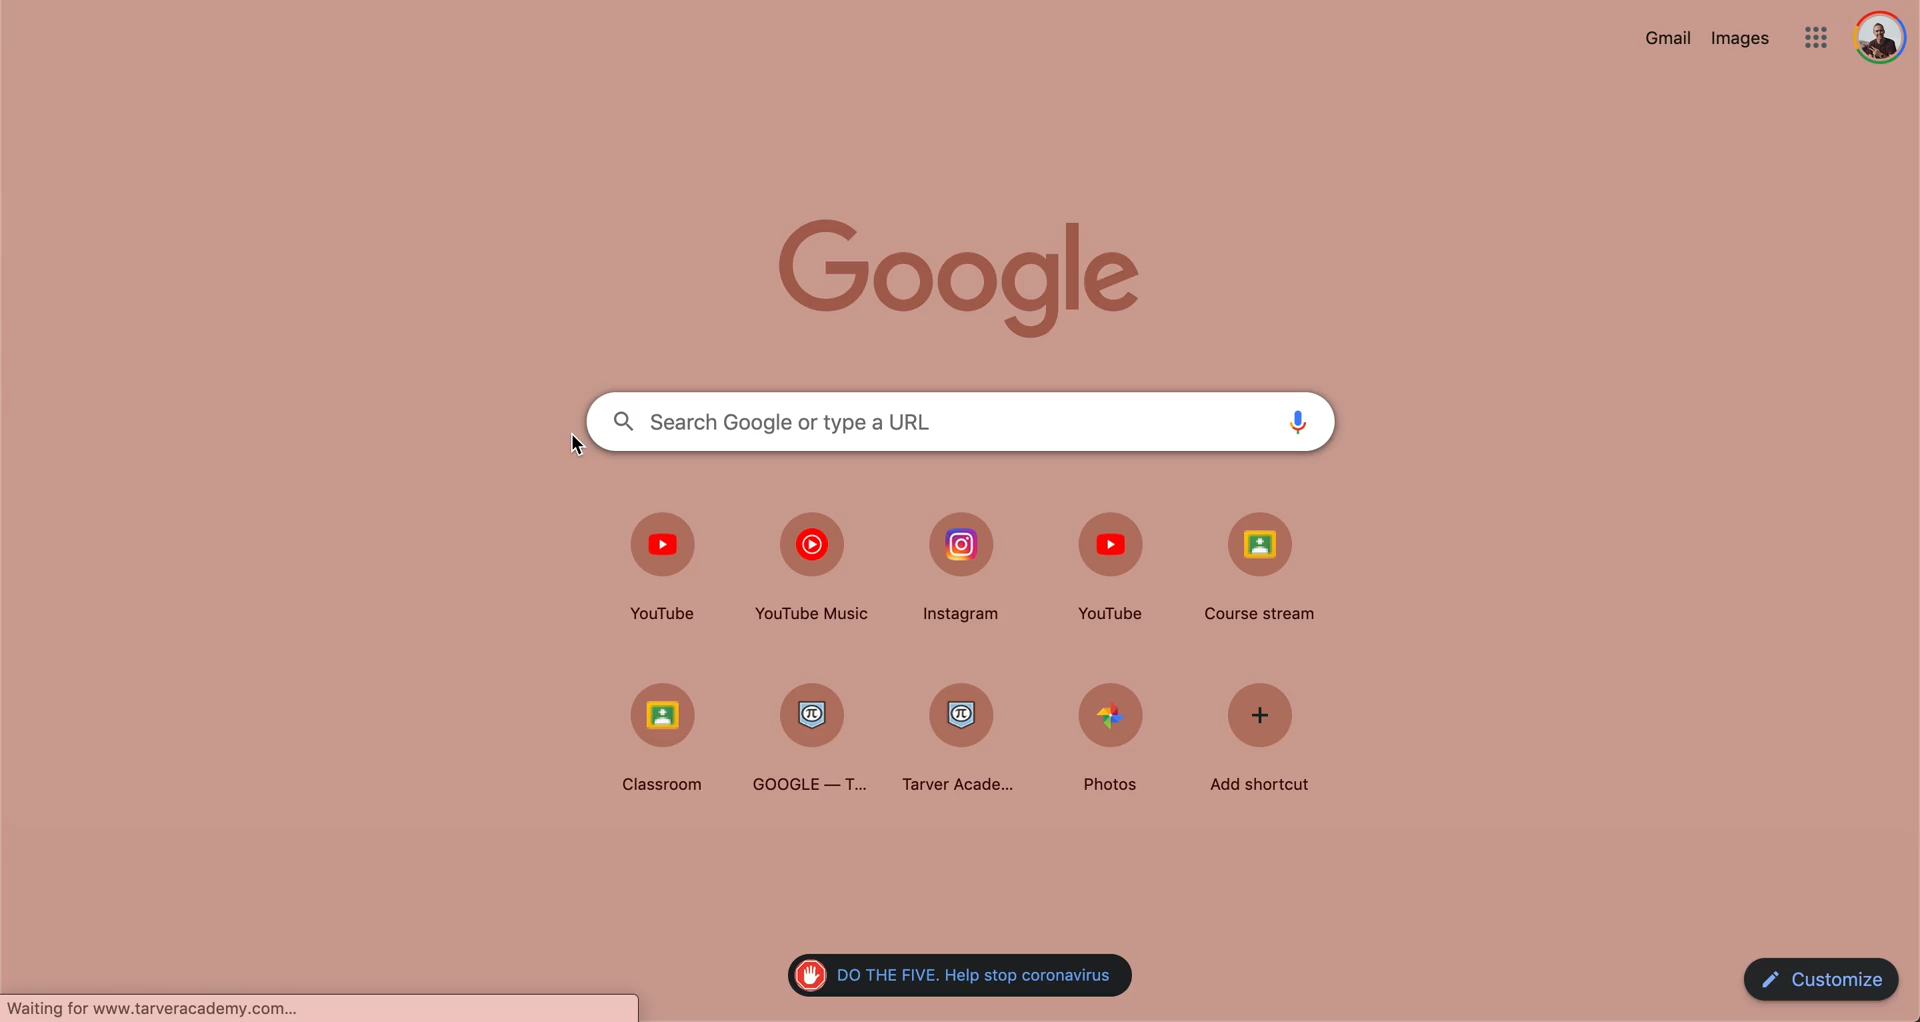 Gmail Images
Google
Search Google or type a URL
YouTube YouTube Music Instagram YouTube Course stream
Classroom GOOGLE — T... Tarver Acade... Photos Add shortcut
DO THE FIVE. Help stop coronavirus
Customize
Waiting for www.tarveracademy.com...